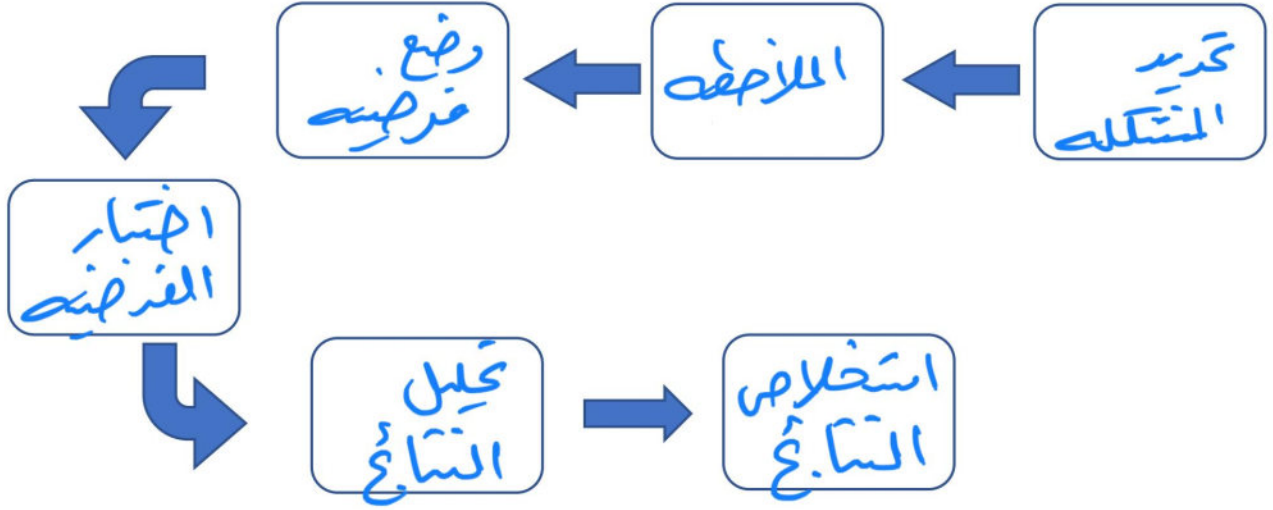 تحديد
المشكله
الملاحظه
وضع
فرضيه
اختبار
الفرضيه
تحليل
النتائج
استخلاص
النتائج